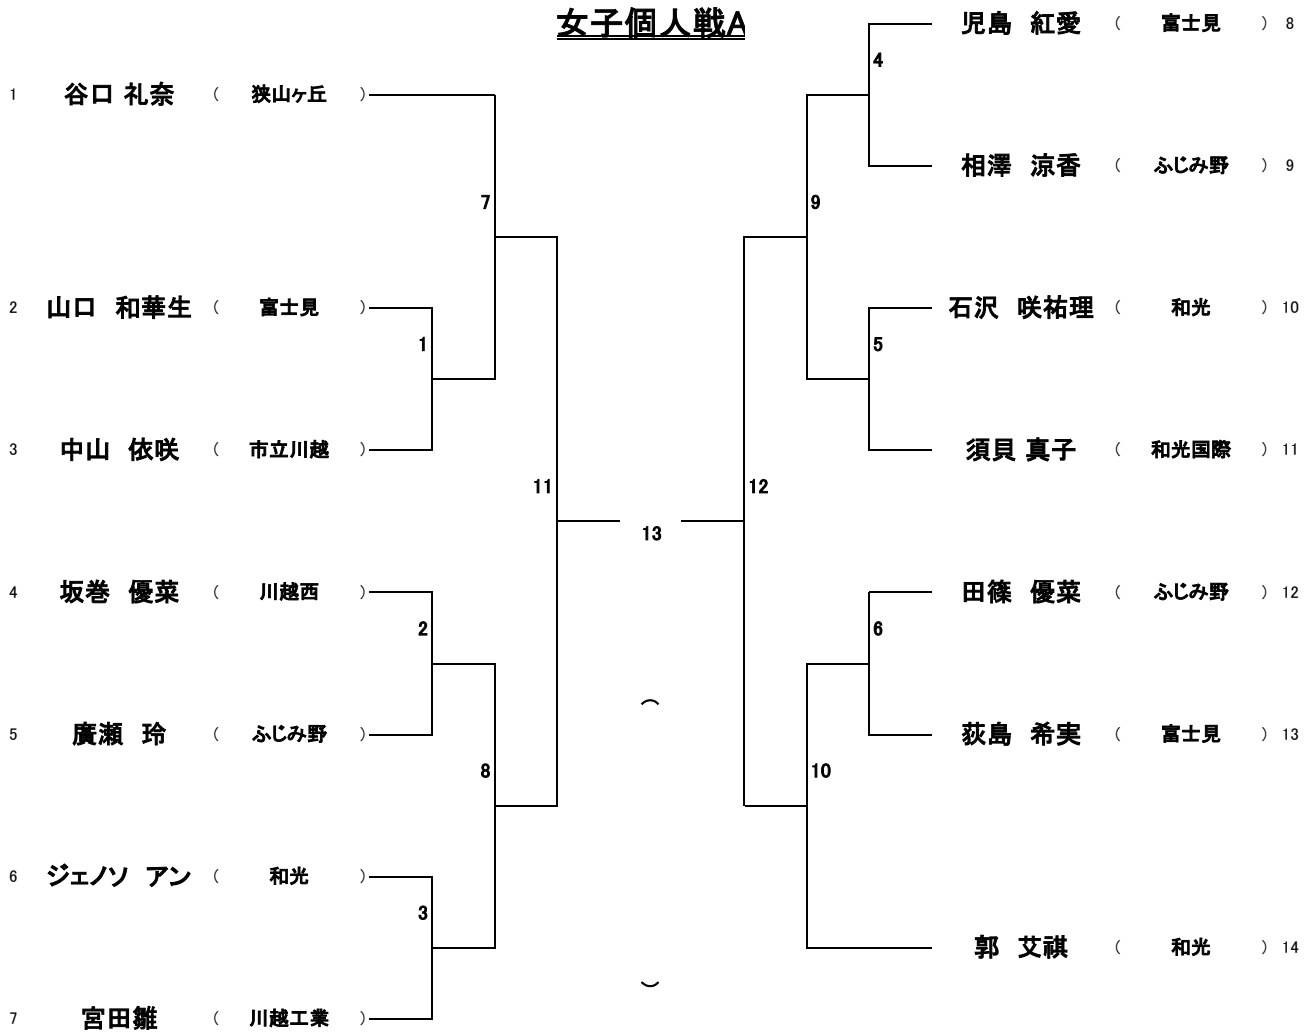 女子個人戦A
1 谷口 礼奈 ( 狭山ヶ丘 )
7
2 山口 和華生 ( 富士見 )
1
3 中山 依咲 ( 市立川越 )
11
4 坂巻 優菜 ( 川越西 )
2
5 廣瀬 玲 ( ふじみ野 )
8
6 ジェノソ アン ( 和光 )
3
7 宮田雛 ( 川越工業 )
13
( )
児島 紅愛 ( 富士見 ) 8
4
相澤 涼香 ( ふじみ野 ) 9
9
石沢 咲祐理 ( 和光 ) 10
5
須貝 真子 ( 和光国際 ) 11
12
田篠 優菜 ( ふじみ野 ) 12
6
荻島 希実 ( 富士見 ) 13
10
郭 艾祺 ( 和光 ) 14